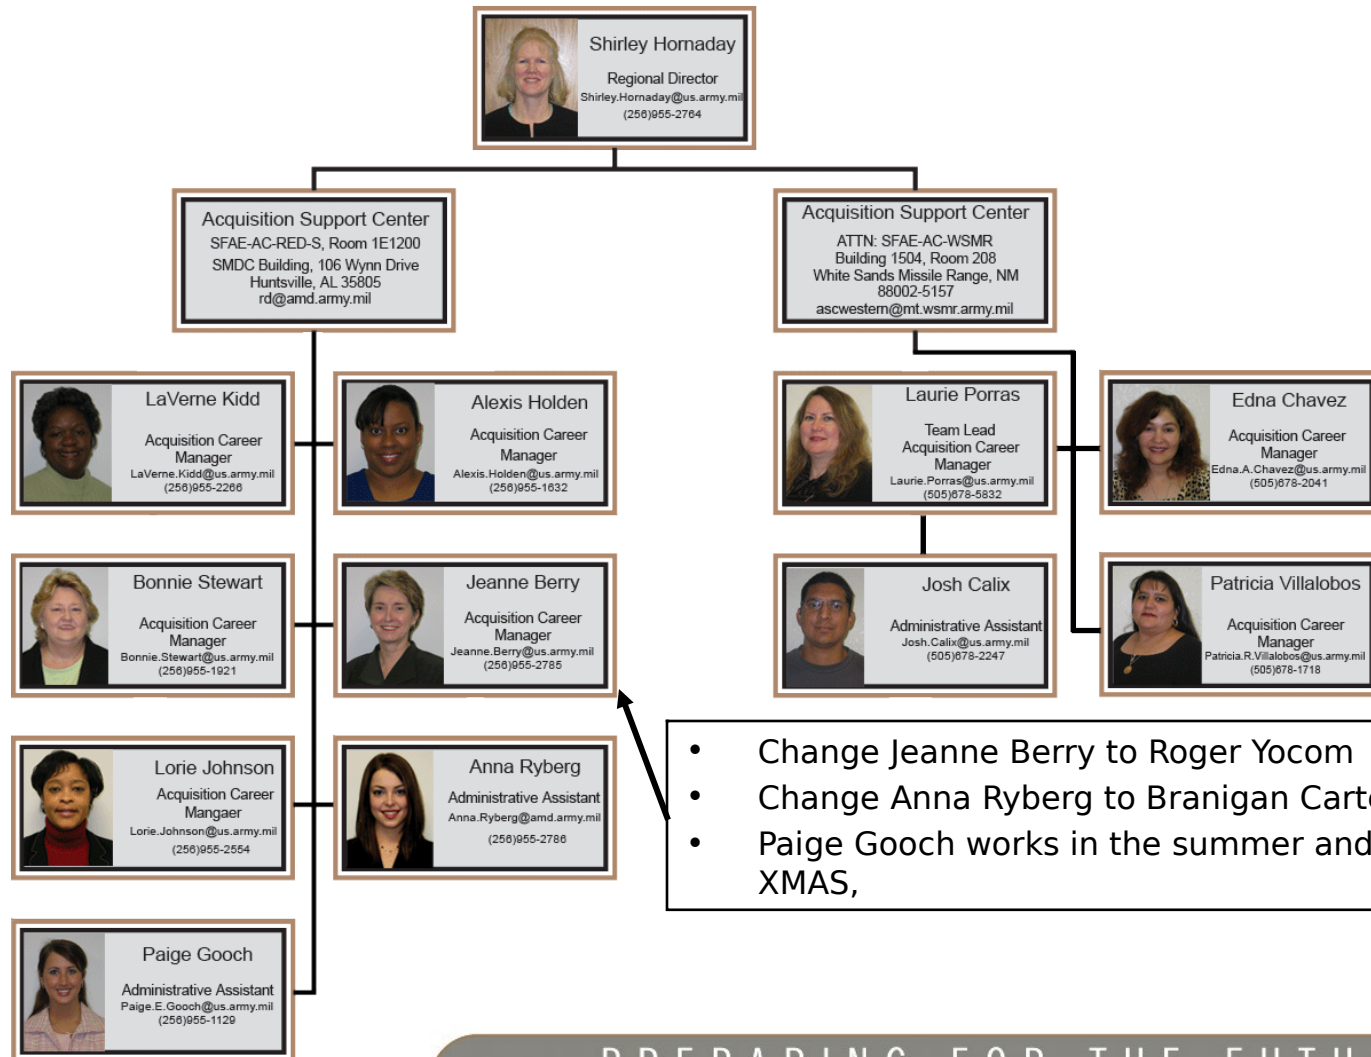 Shirley Hornaday
Regional Director
Shirley.Hornaday@us.army.mil
(256)955-2764
Acquisition Support Center
SFAE-AC-RED-S, Room 1E1200
SMDC Building, 106 Wynn Drive
Huntsville, AL 35805
rd@amd.army.mil
Acquisition Support Center
ATTN: SFAE-AC-WSMR
Building 1504, Room 208
White Sands Missile Range, NM
88002-5157
ascwestern@mt.wsmr.army.mil
LaVerne Kidd
Acquisition Career
Manager
LaVerne.Kidd@us.army.mil
(256)955-2266
Alexis Holden
Acquisition Career
Manager
Alexis.Holden@us.army.mil
(256)955-1632
Laurie Porras
Team Lead
Acquisition Career
Manager
Laurie.Porras@us.army.mil
(505)678-5832
Edna Chavez
Acquisition Career
Manager
Edna.A.Chavez@us.army.mil
(505)678-2041
Bonnie Stewart
Acquisition Career
Manager
Bonnie.Stewart@us.army.mil
(256)955-1921
Jeanne Berry
Acquisition Career
Manager
Jeanne.Berry@us.army.mil
(256)955-2785
Josh Calix
Administrative Assistant
Josh.Calix@us.army.mil
(505)678-2247
Patricia Villalobos
Acquisition Career
Manager
Patricia.R.Villalobos@us.army.mil
(505)678-1718
Lorie Johnson
Acquisition Career
Mangaer
Lorie.Johnson@us.army.mil
(256)955-2554
Anna Ryberg
Administrative Assistant
Anna.Ryberg@amd.army.mil
(256)955-2786
• Change Jeanne Berry to Roger Yocom
• Change Anna Ryberg to Branigan
• Paige Gooch works in the summer and
XMAS,
Paige Gooch
Administrative Assistant
Paige.E.Gooch@us.army.mil
(256)955-1129
PREPARING FOR THE